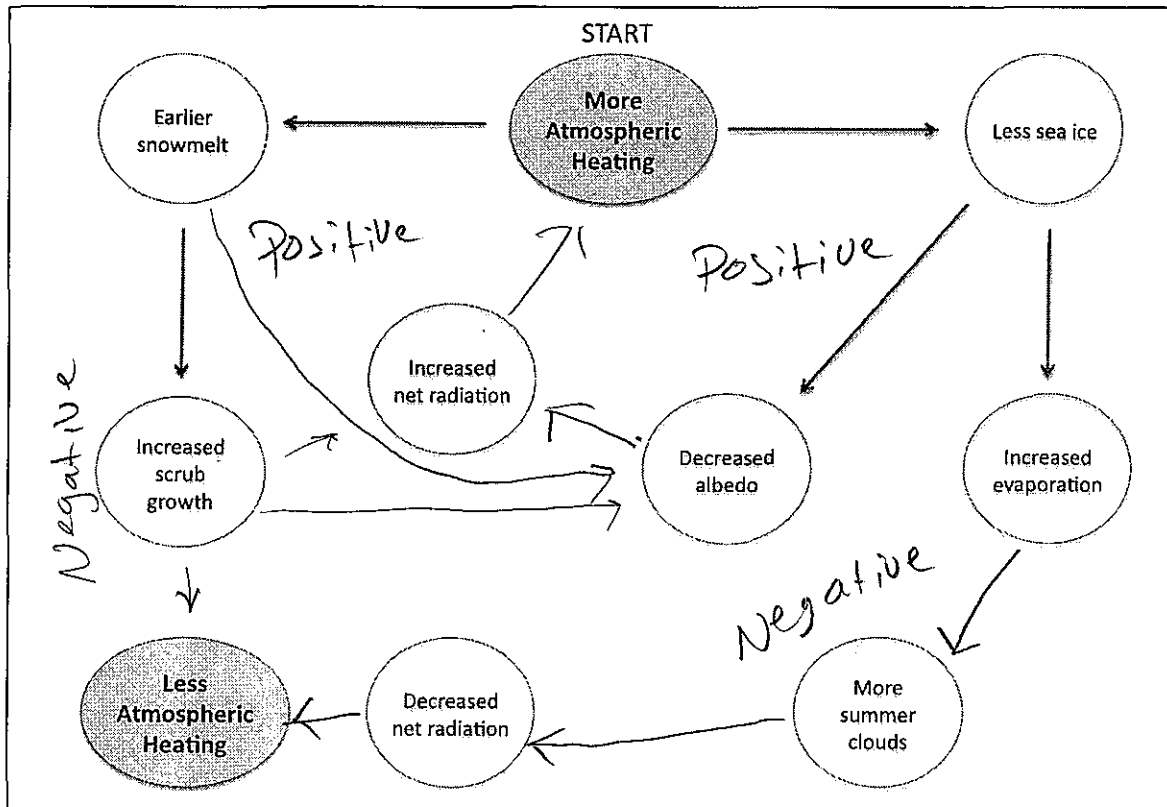 START
Earlier
snowmelt
More
Atmospheric
Heating
Less sea ice
Positive
Positive
Increased
net radiation
Negative
Increased
scrub
growth
Decreased
albedo
Increased
evaporation
Negative
Less
Atmospheric
Heating
Decreased
net radiation
More
summer
clouds